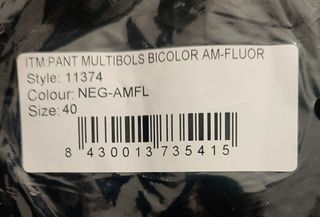 ITM:PANT MULTIBOLS BICOLOR AM-FLUOR
Style: 11374
Colour: NEG-AMFL
Size: 40
8 430013 735415